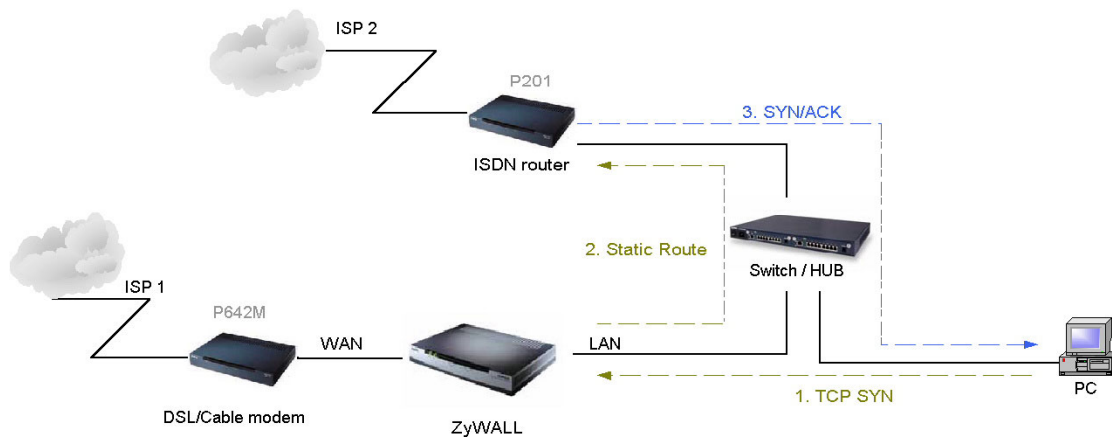 ISP 2
P201
3. SYN/ACK
ISDN router
2. Static Route
Switch / HUB
ISP 1
P642M
WAN
LAN
1. TCP SYN
PC
DSL/Cable modem
ZyWALL